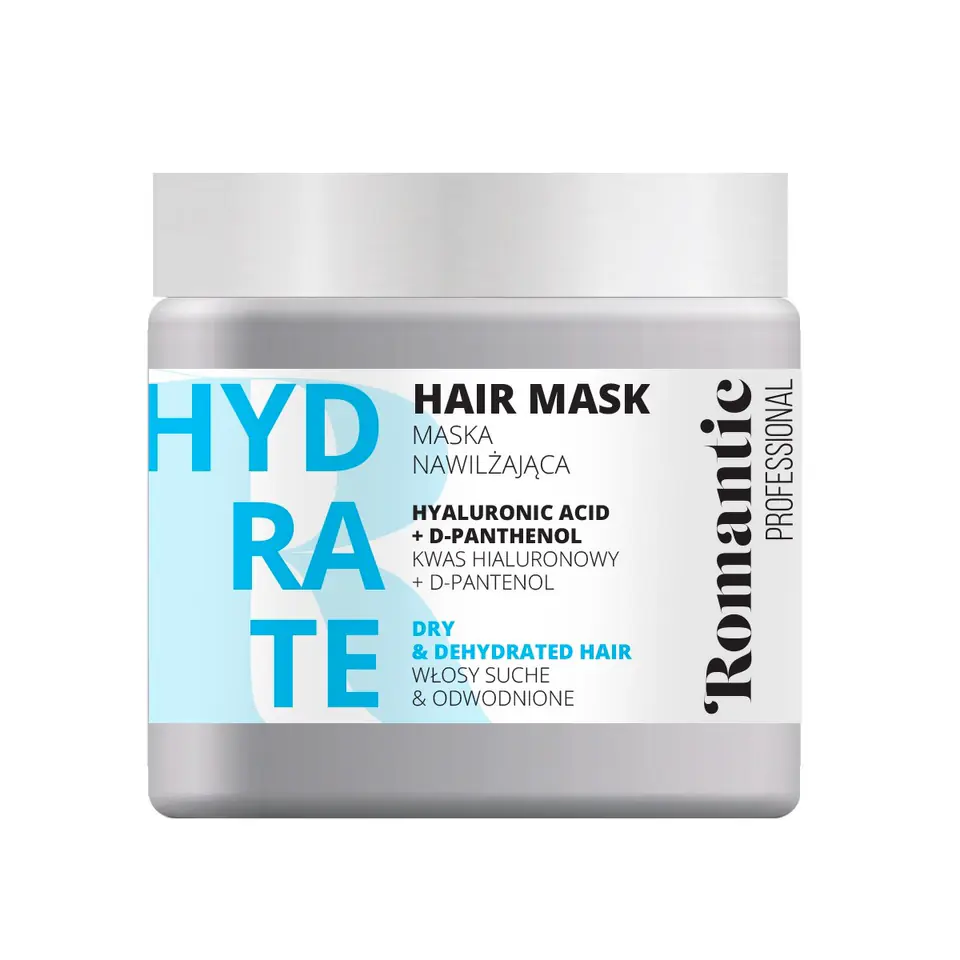 HYD
RA
TE
HAIR MASK
MASKA
NAWILŻAJĄCA
HYALURONIC ACID
+ D-PANTHENOL
KWAS HIALURONOWY
+ D-PANTENOL
DRY
& DEHYDRATED HAIR
WŁOSY SUCHE
& ODWODNIONE
Romantic
PROFESSIONAL